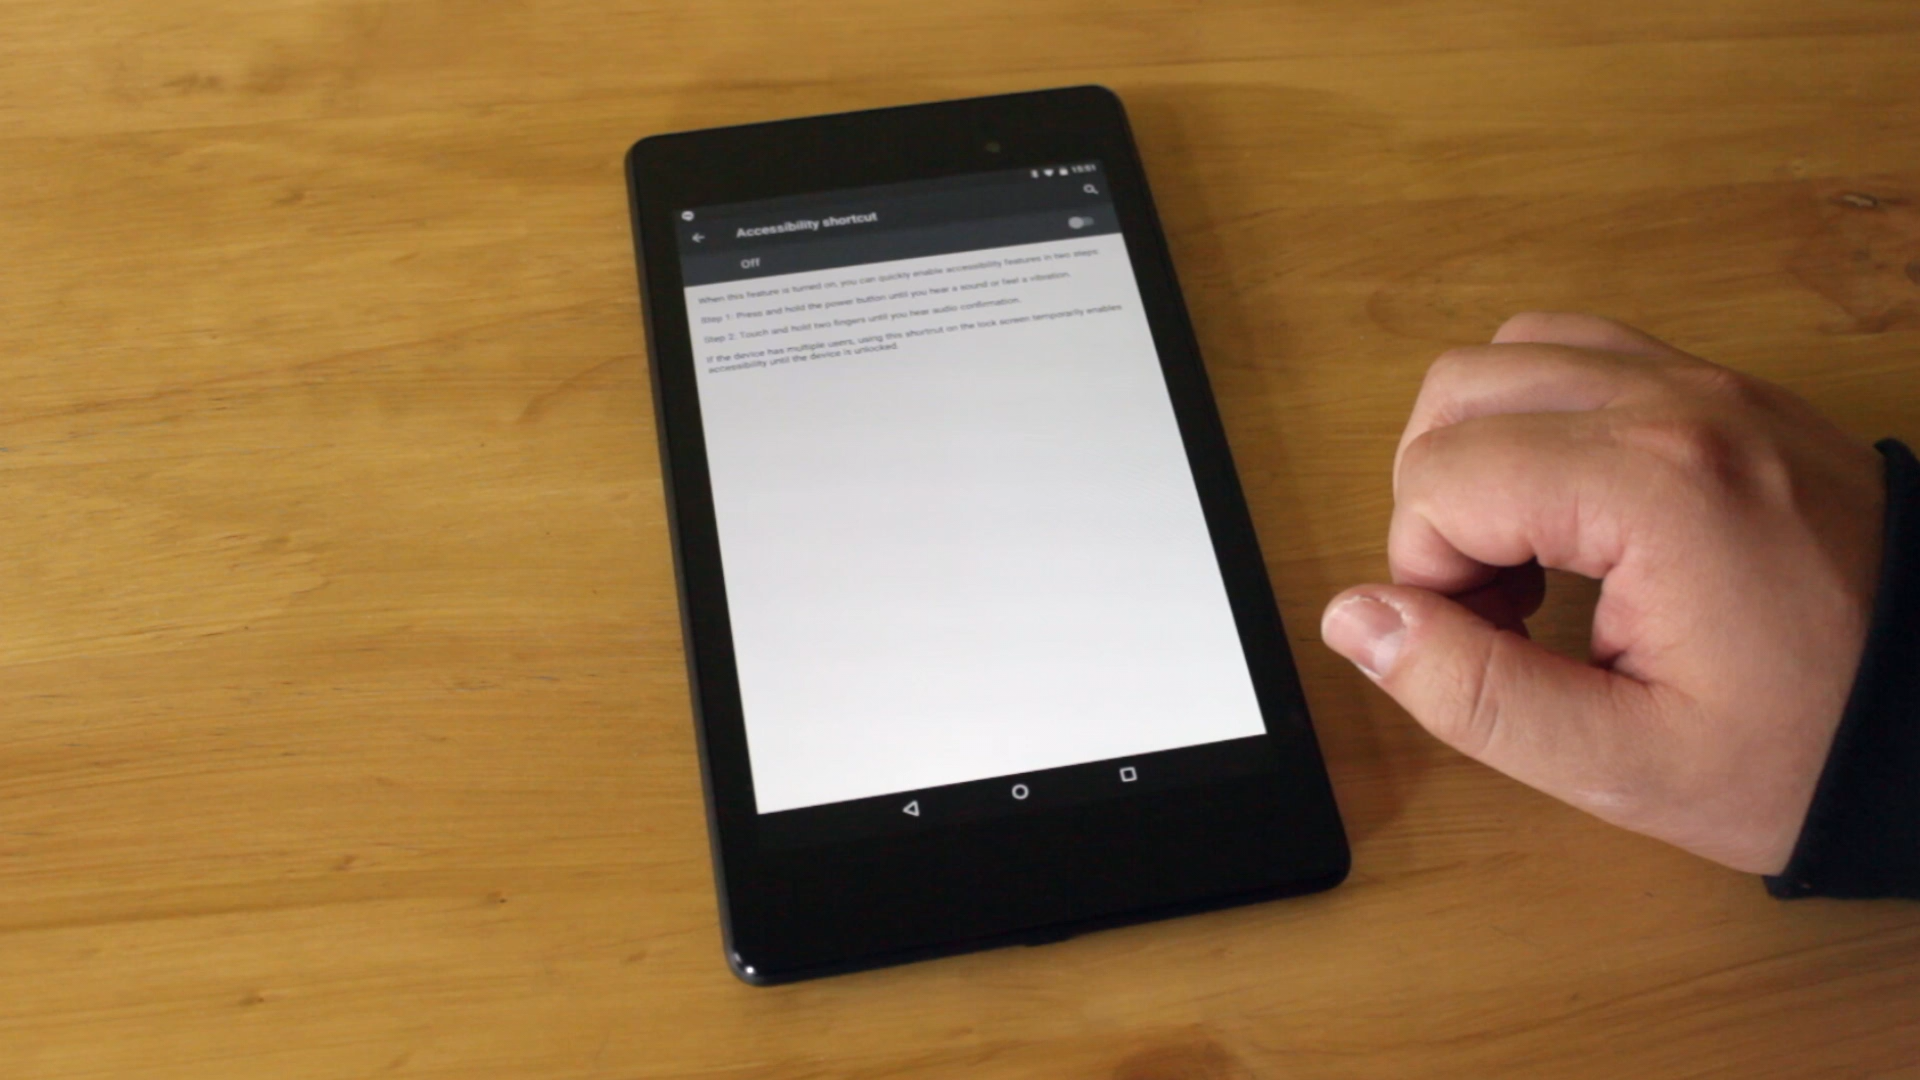 15:51
Accessibility shortcut
Off
When this feature is turned on, you can quickly enable accessibility features in two steps:
Step 1: Press and hold the power button until you hear a sound or feel a vibration.
Step 2: Touch and hold two fingers until you hear audio confirmation.
If the device has multiple users, using this shortcut on the lock screen temporarily enables
accessibility until the device is unlocked.